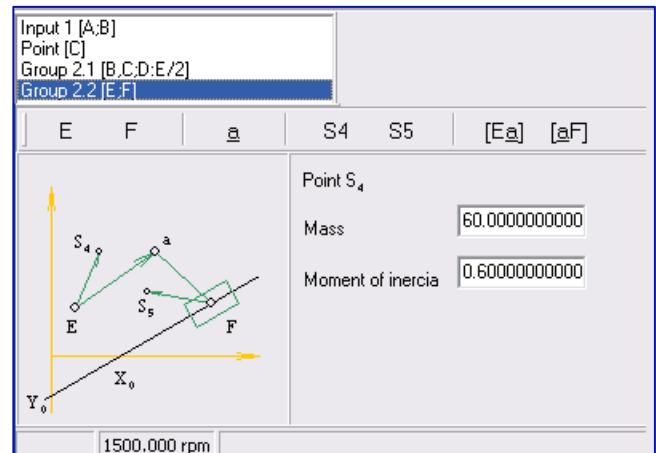 Input 1 [A;B]
Point [C]
Group 2.1 [B,C;D:E/2]
Group 2.2 [E;F]
E F a S4 S5 [Ea] [aF]
Point S4
Mass 60.0000000000
Moment of inercia 0.60000000000
S4 a
E S5 F
X0
Y0
1500.000 rpm